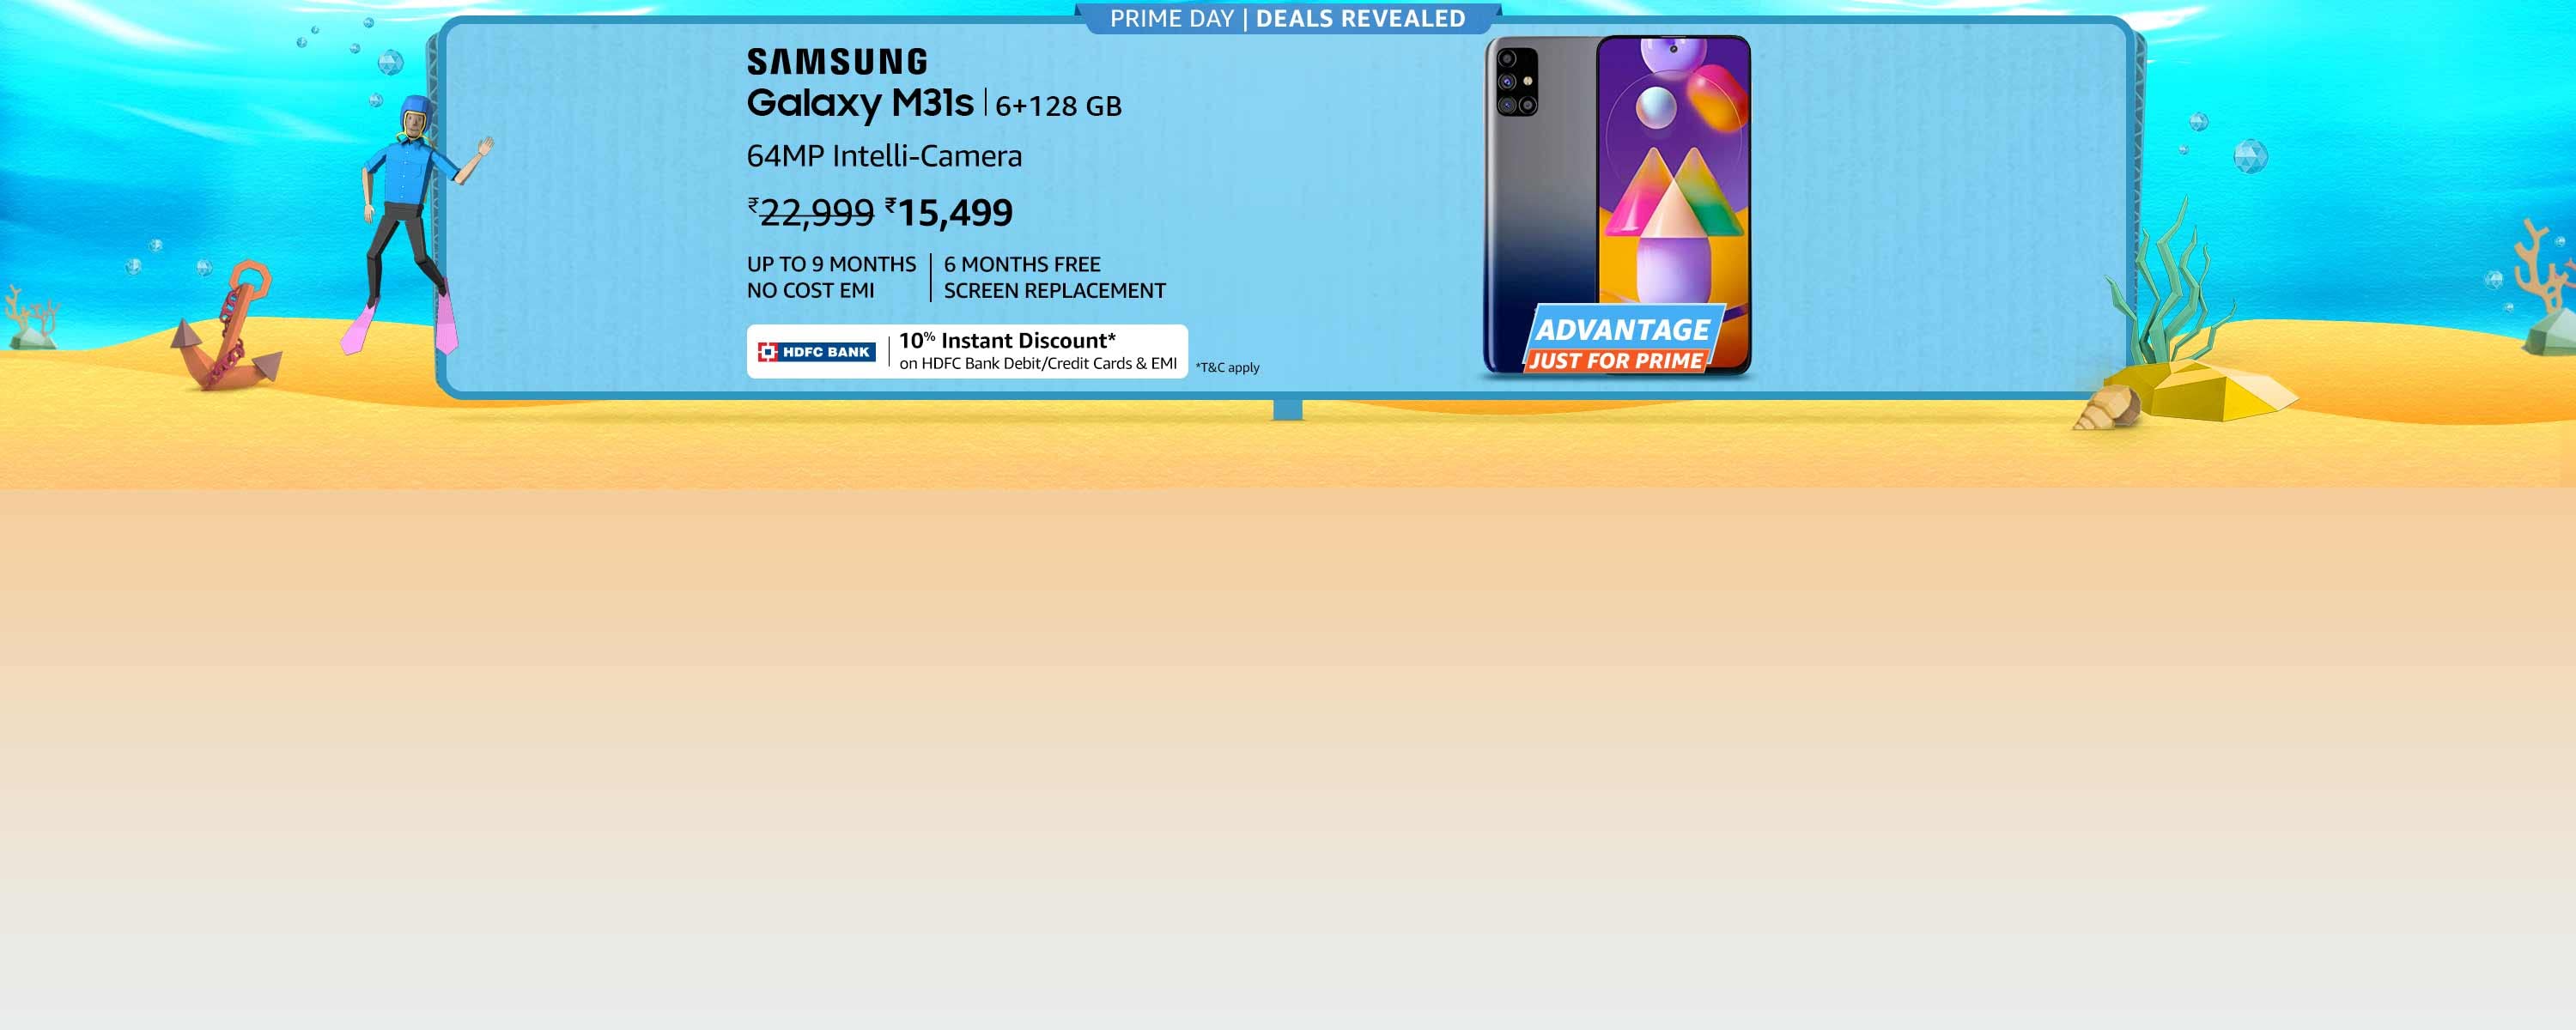 PRIME DAY | DEALS REVEALED
SAMSUNG
Galaxy M31s | 6+128 GB
64MP Intelli-Camera
₹22,999 ₹15,499
UP TO 9 MONTHS
NO COST EMI
6 MONTHS FREE
SCREEN REPLACEMENT
HDFC BANK
10% Instant Discount*
on HDFC Bank Debit/Credit Cards & EMI
*T&C apply
ADVANTAGE
JUST FOR PRIME